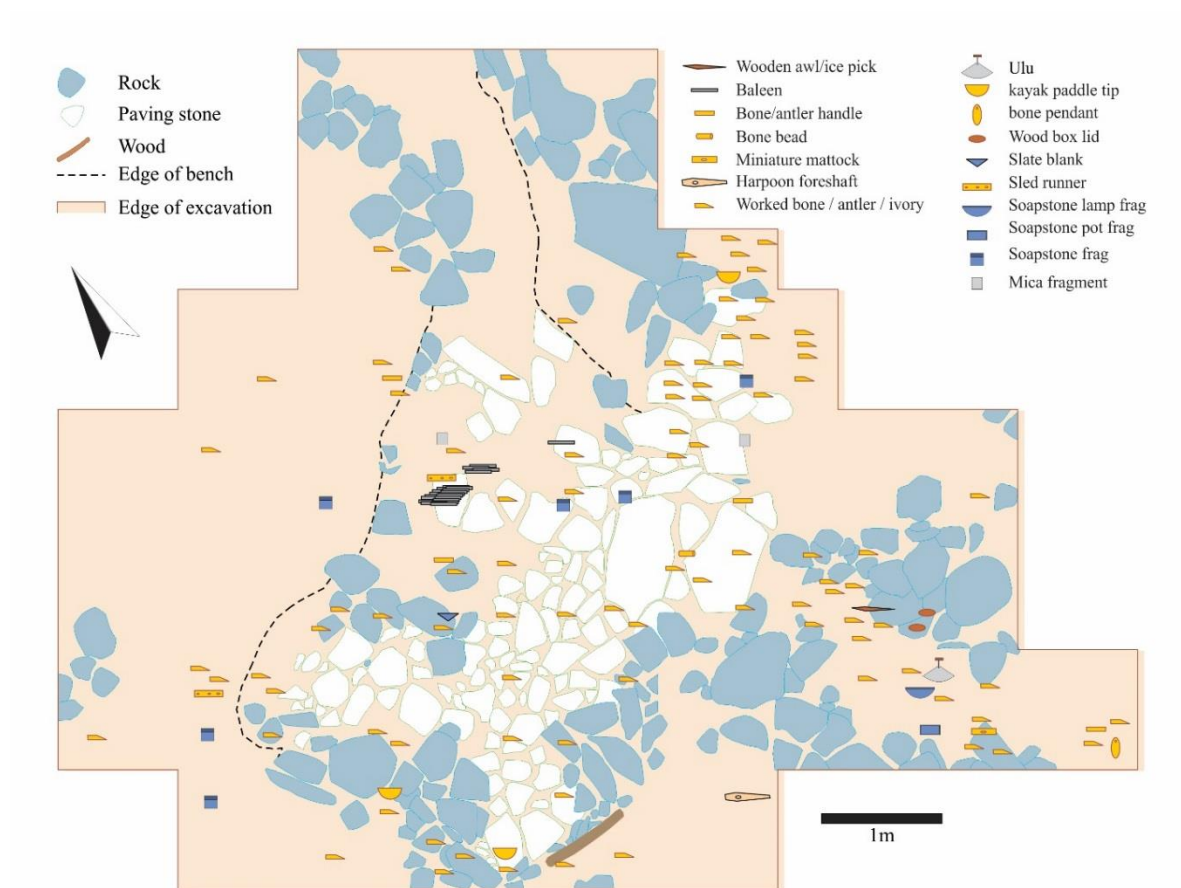 Rock
Paving stone
Wood
Edge of bench
Edge of excavation
Wooden awl/ice pick
Baleen
Bone/antler handle
Bone bead
Miniature mattock
Harpoon foreshaft
Worked bone / antler / ivory
Ulu
kayak paddle tip
bone pendant
Wood box lid
Slate blank
Sled runner
Soapstone lamp frag
Soapstone pot frag
Soapstone frag
Mica fragment
1m